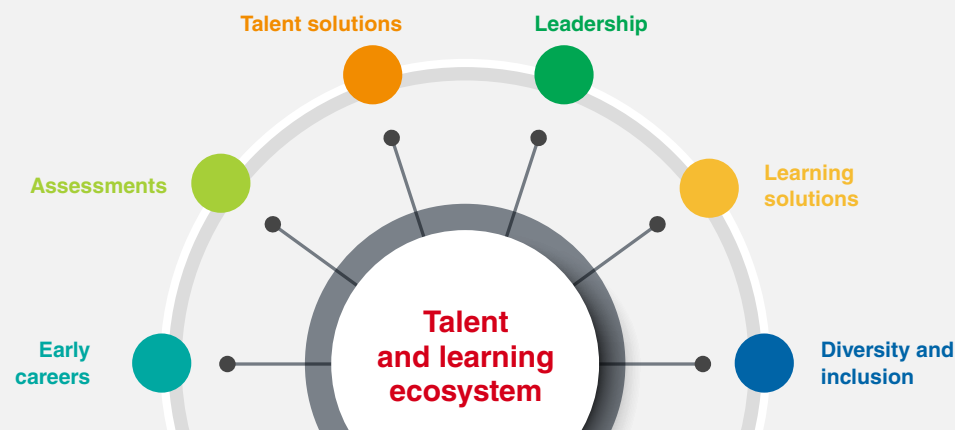 Talent solutions
Leadership
Assessments
Learning
solutions
Talent
and learning
ecosystem
Early
careers
Diversity and
inclusion